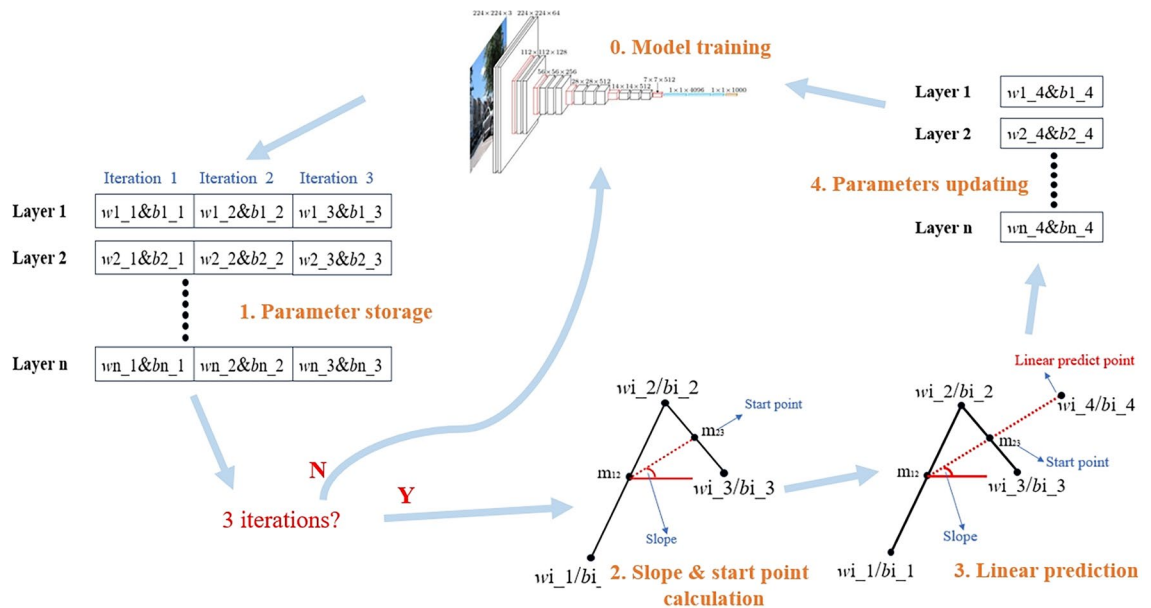 224×224×3 224×224×64
112×112×128
56×56×256
28×28×512
14×14×512
7×7×512
1×1×4096 1×1×1000
0. Model training
Layer 1 w1_4&b1_4
Layer 2 w2_4&b2_4
4. Parameters updating
Layer n wn_4&bn_4
Iteration 1 Iteration 2 Iteration 3
Layer 1 w1_1&b1_1 w1_2&b1_2 w1_3&b1_3
Layer 2 w2_1&b2_1 w2_2&b2_2 w2_3&b2_3
1. Parameter storage
Layer n wn_1&bn_1 wn_2&bn_2 wn_3&bn_3
N
Y
3 iterations?
wi_2/bi_2
Start point
m23
m12
wi_3/bi_3
Slope
wi_1/bi_
2. Slope & start point
calculation
Linear predict point
wi_2/bi_2
wi_4/bi_4
m23
Start point
m12
wi_3/bi_3
Slope
wi_1/bi_1
3. Linear prediction